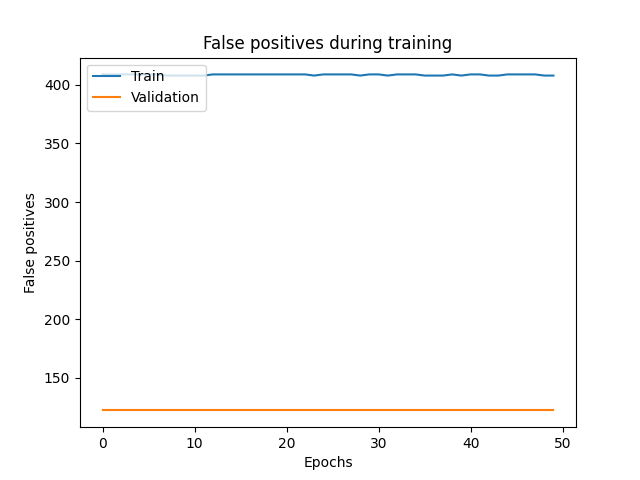 False positives during training
Train
Validation
400
350
300
250
200
150
False positives
0 10 20 30 40 50
Epochs